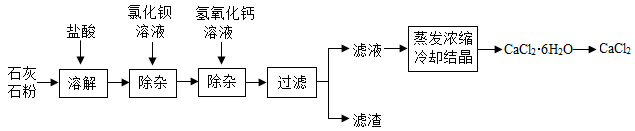 盐酸
氯化钡
溶液
氢氧化钙
溶液
石灰
石粉
溶解
除杂
除杂
过滤
滤液
蒸发浓缩
冷却结晶
CaCl₂·6H₂O
CaCl₂
滤渣